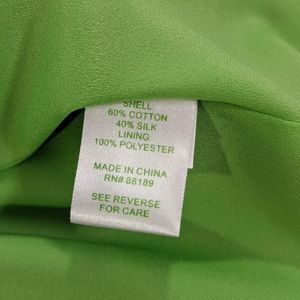 SHELL
60% COTTON
40% SILK
LINING
100% POLYESTER
MADE IN CHINA
RN# 88189
SEE REVERSE
FOR CARE